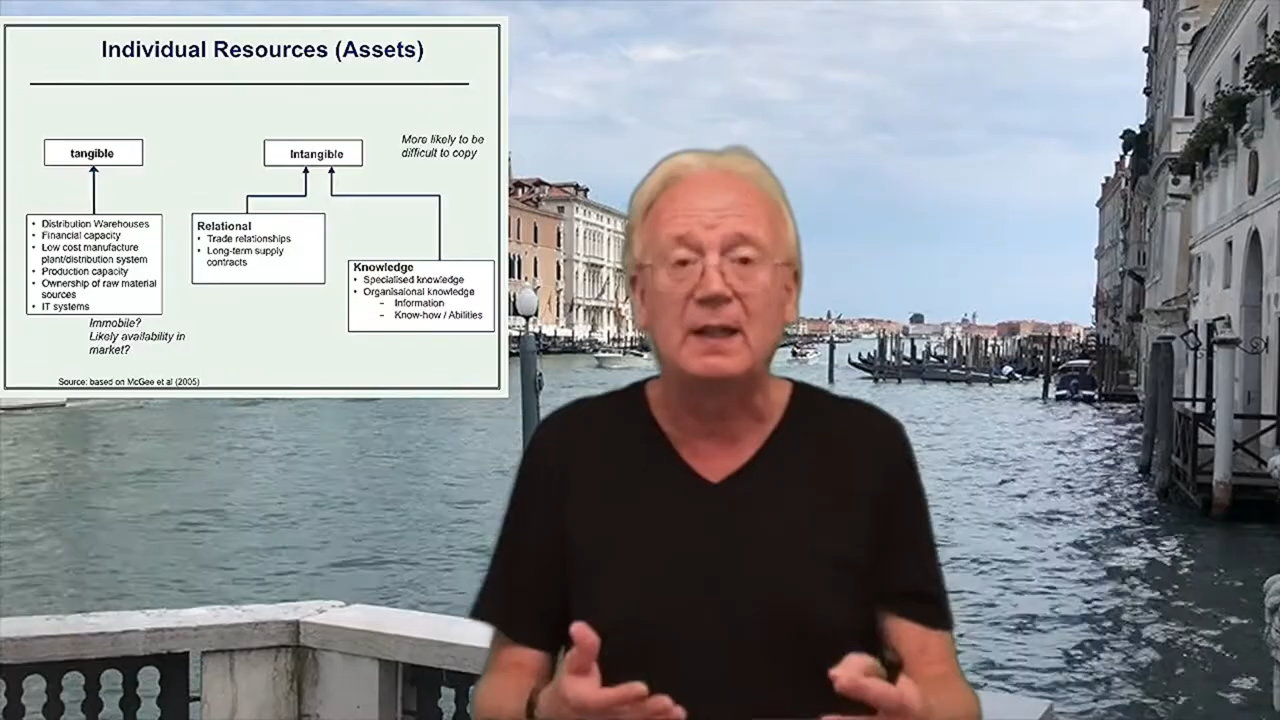 Individual Resources (Assets)
More likely to be
difficult to copy
tangible
Intangible
• Distribution Warehouses
• Financial capacity
• Low cost manufacture
plant/distribution system
• Production capacity
• Ownership of raw material
sources
• IT systems
Relational
• Trade relationships
• Long-term supply
contracts
Knowledge
• Specialised knowledge
• Organisational knowledge
– Information
– Know-how / Abilities
Immobile?
Likely availability in
market?
Source: based on McGee et al (2005)